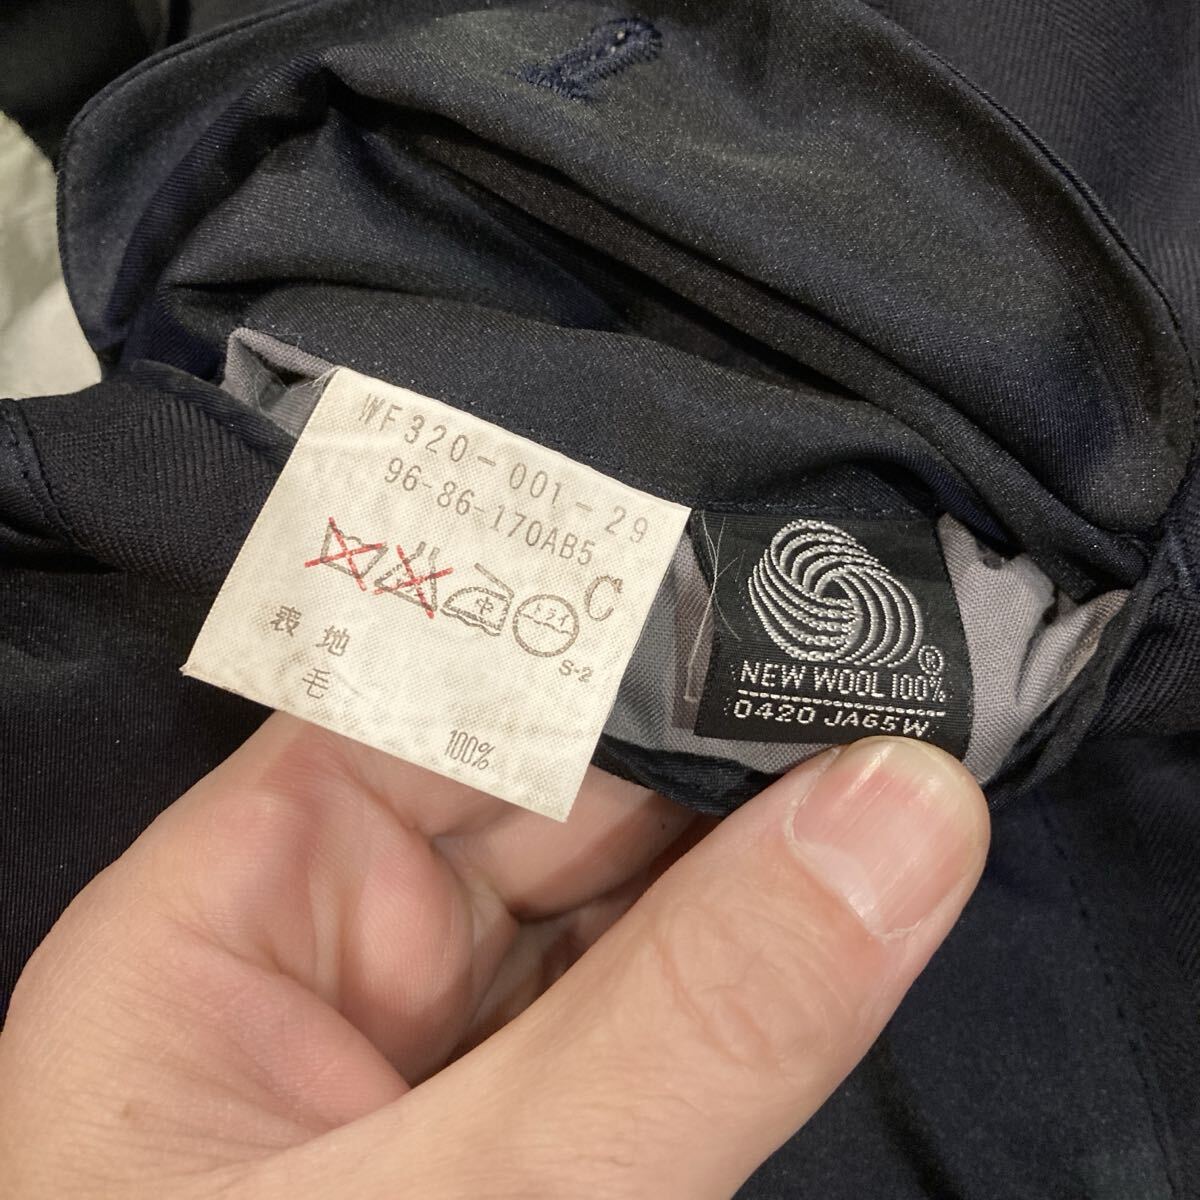 WF320-001-29
96-86-170AB5
中 ドライ C
S-2
表地
毛
100%
®
NEW WOOL 100%
0420 JA65W